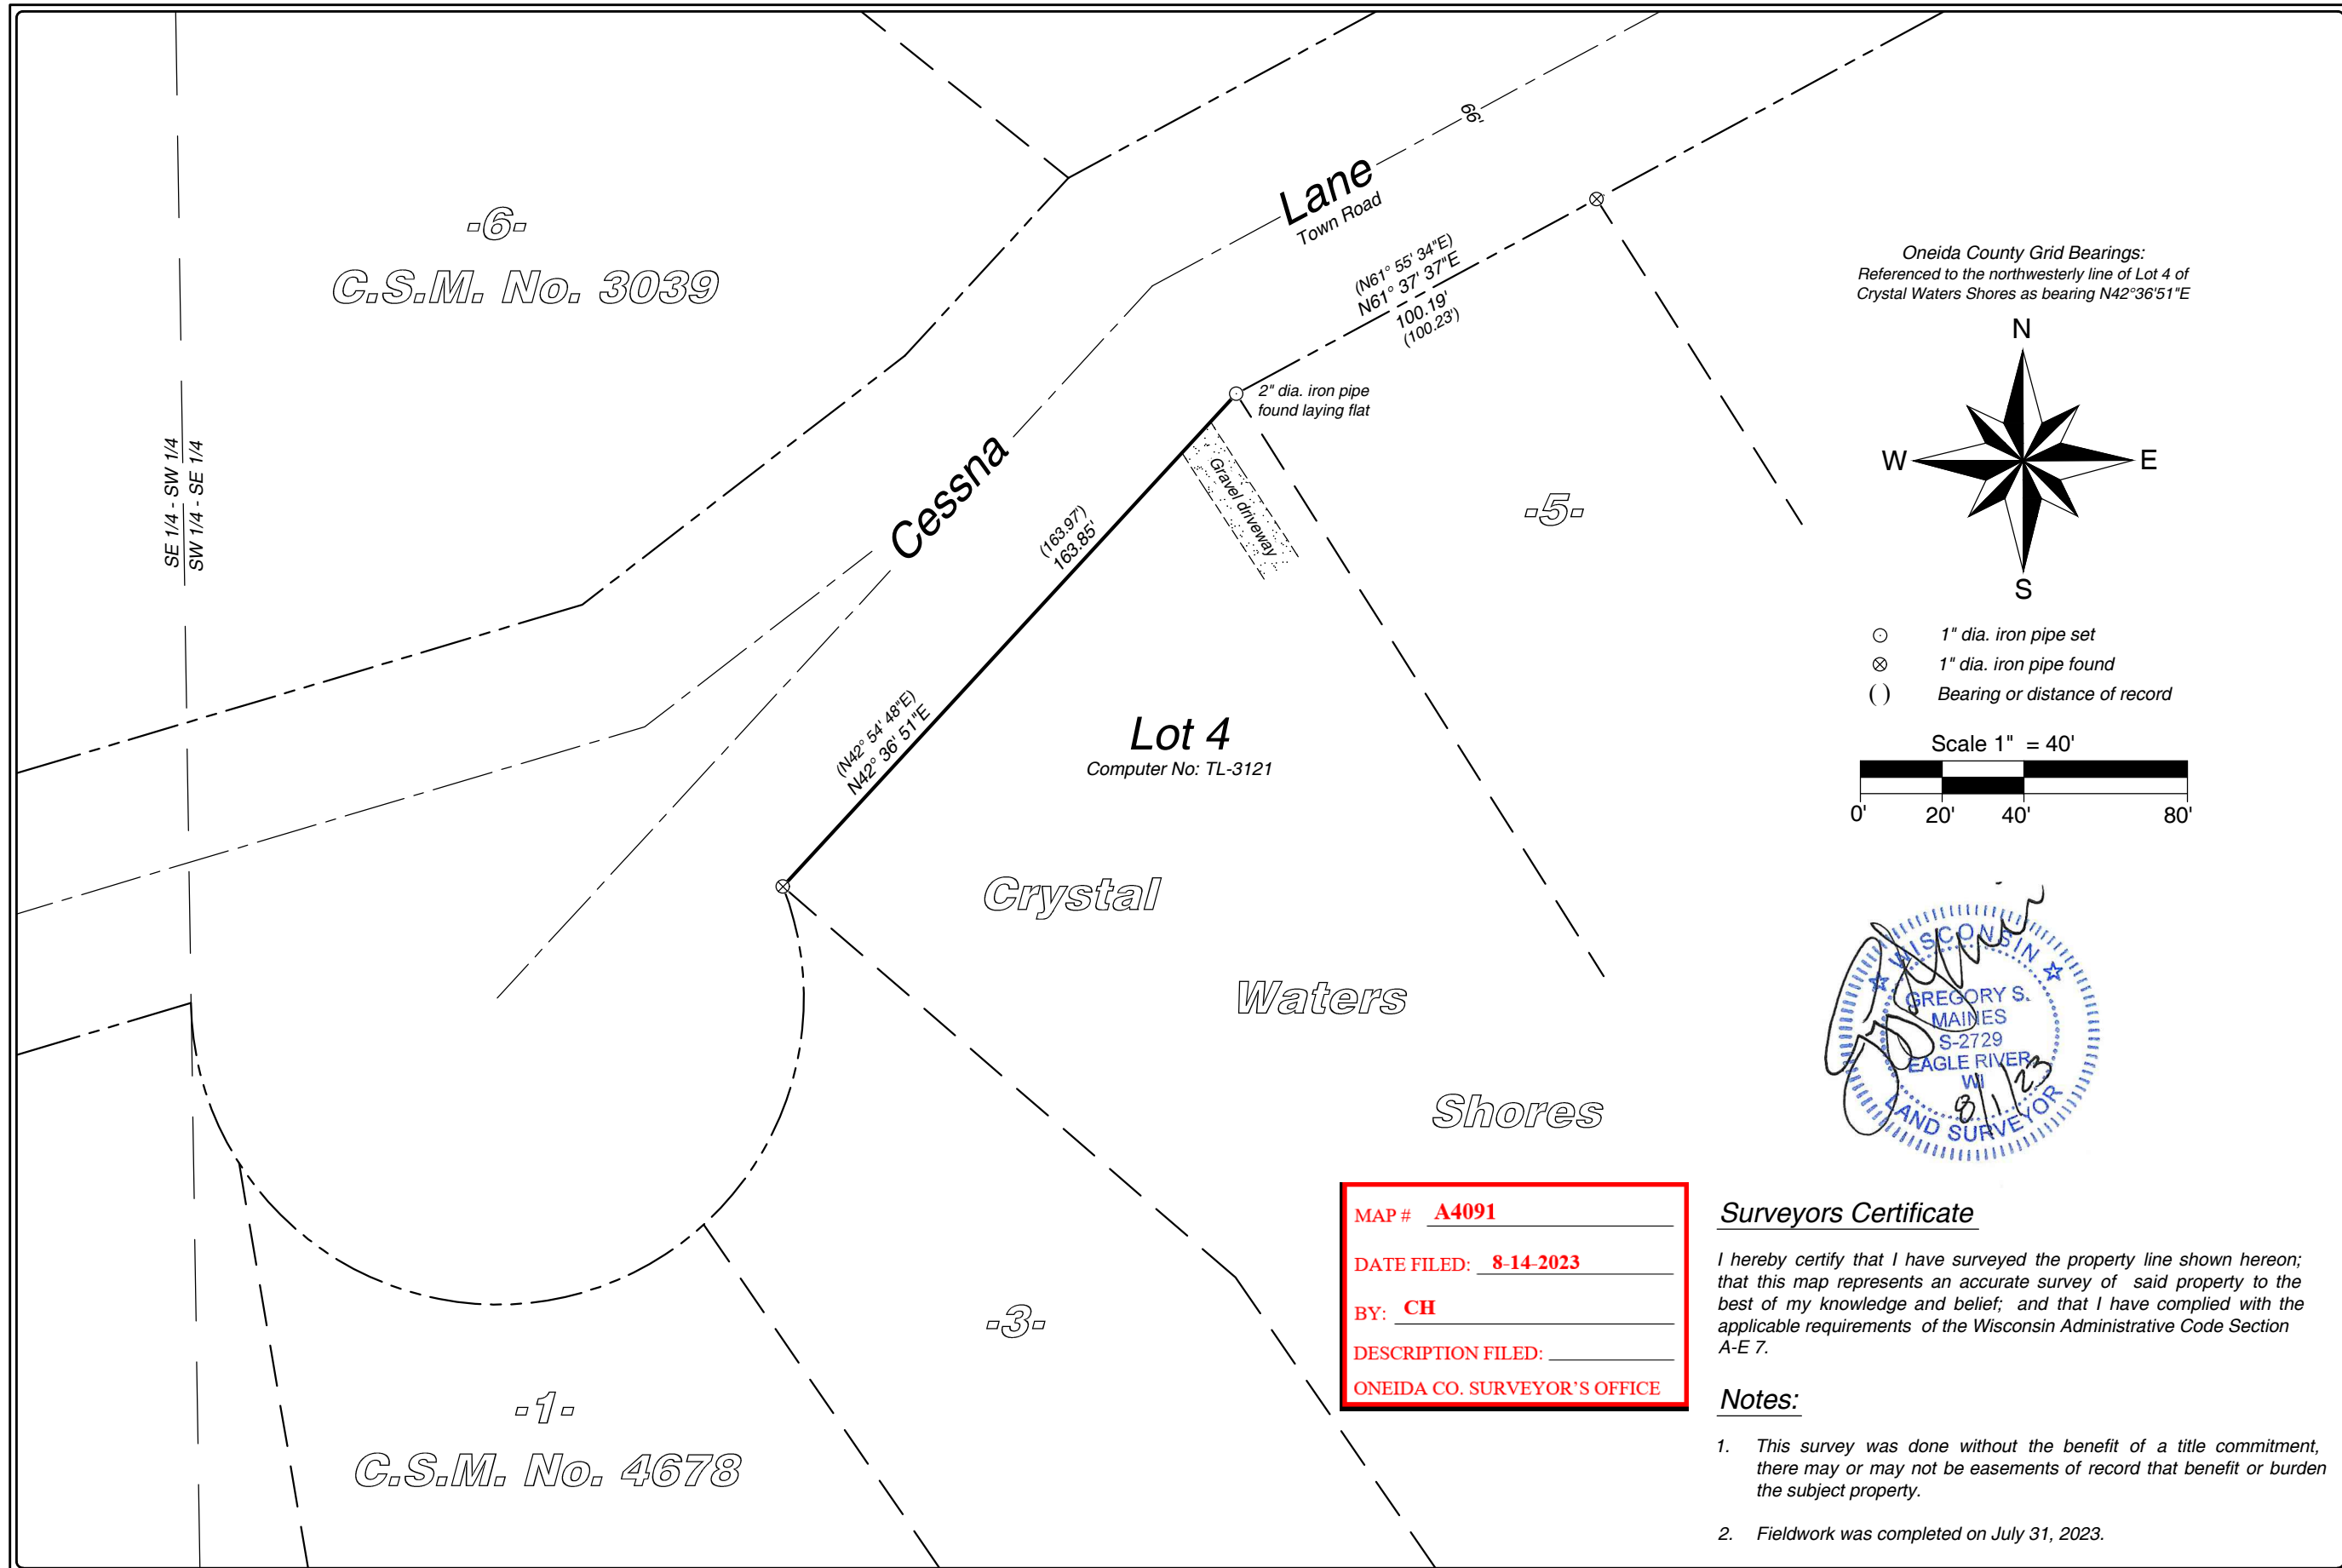 -6-
C.S.M. No. 3039
SE 1/4 - SW 1/4
SW 1/4 - SE 1/4
66'
Lane
Town Road
Cessna
(N61° 55' 34"E)
N61° 37' 37"E
100.19'
(100.23')
2" dia. iron pipe
found laying flat
Gravel driveway
(163.97')
163.85'
(N42° 54' 48"E)
N42° 36' 51"E
-5-
Lot 4
Computer No: TL-3121
Crystal
Waters
Shores
-3-
-1-
C.S.M. No. 4678
Oneida County Grid Bearings:
Referenced to the northwesterly line of Lot 4 of
Crystal Waters Shores as bearing N42°36'51"E
N
W E
S
1" dia. iron pipe set
1" dia. iron pipe found
( ) Bearing or distance of record
Scale 1" = 40'
0' 20' 40' 80'
WISCONSIN
GREGORY S.
MAINES
S-2729
EAGLE RIVER
WI
8/1/23
LAND SURVEYOR
MAP # A4091
DATE FILED: 8-14-2023
BY: CH
DESCRIPTION FILED:
ONEIDA CO. SURVEYOR'S OFFICE
Surveyors Certificate
I hereby certify that I have surveyed the property line shown hereon;
that this map represents an accurate survey of said property to the
best of my knowledge and belief; and that I have complied with the
applicable requirements of the Wisconsin Administrative Code Section
A-E 7.
Notes:
1. This survey was done without the benefit of a title commitment,
there may or may not be easements of record that benefit or burden
the subject property.
2. Fieldwork was completed on July 31, 2023.